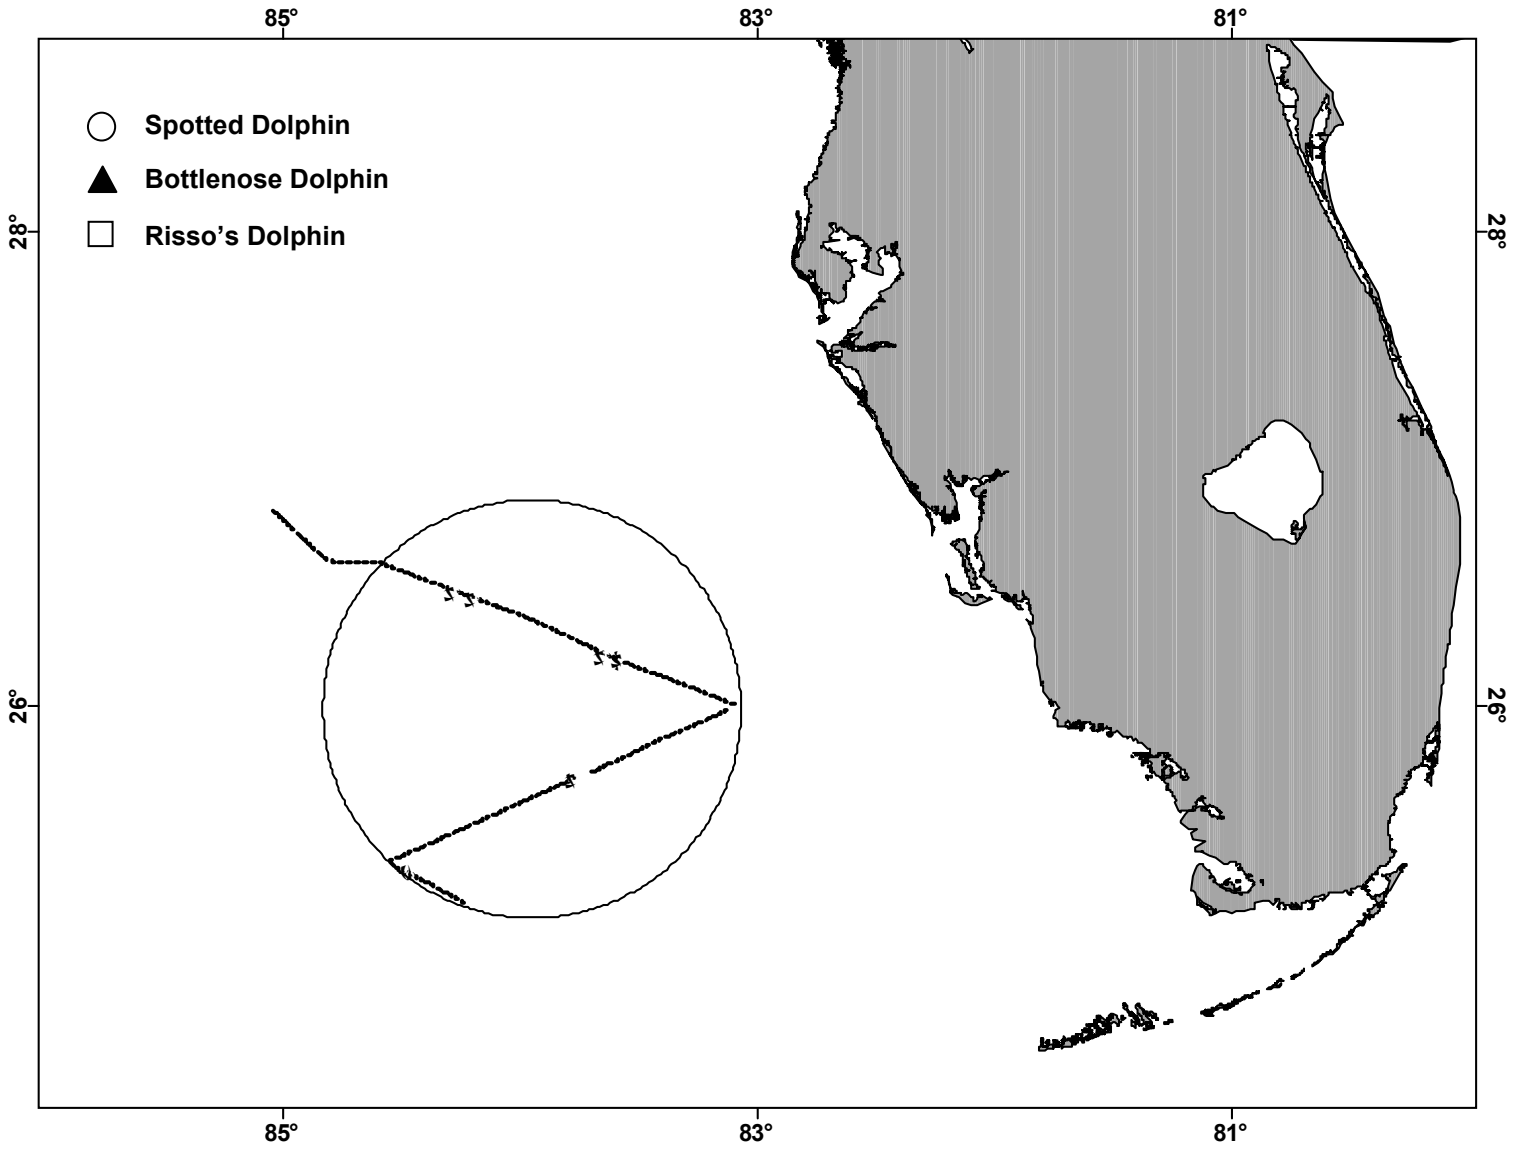 85° 83° 81°
Spotted Dolphin
Bottlenose Dolphin
Risso’s Dolphin
28° 28°
26° 26°
85° 83° 81°